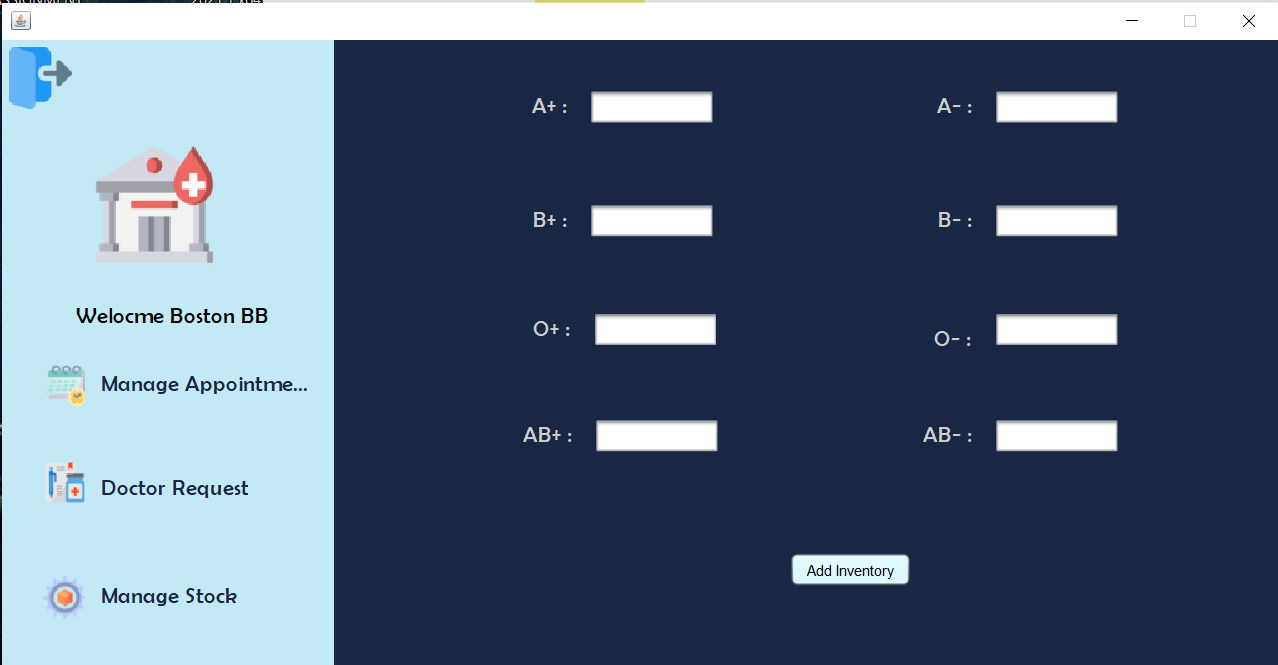 A+ :
A- :
B+ :
B- :
O+ :
O- :
AB+ :
AB- :
Add Inventory
Welocme Boston BB
Manage Appointme...
Doctor Request
Manage Stock